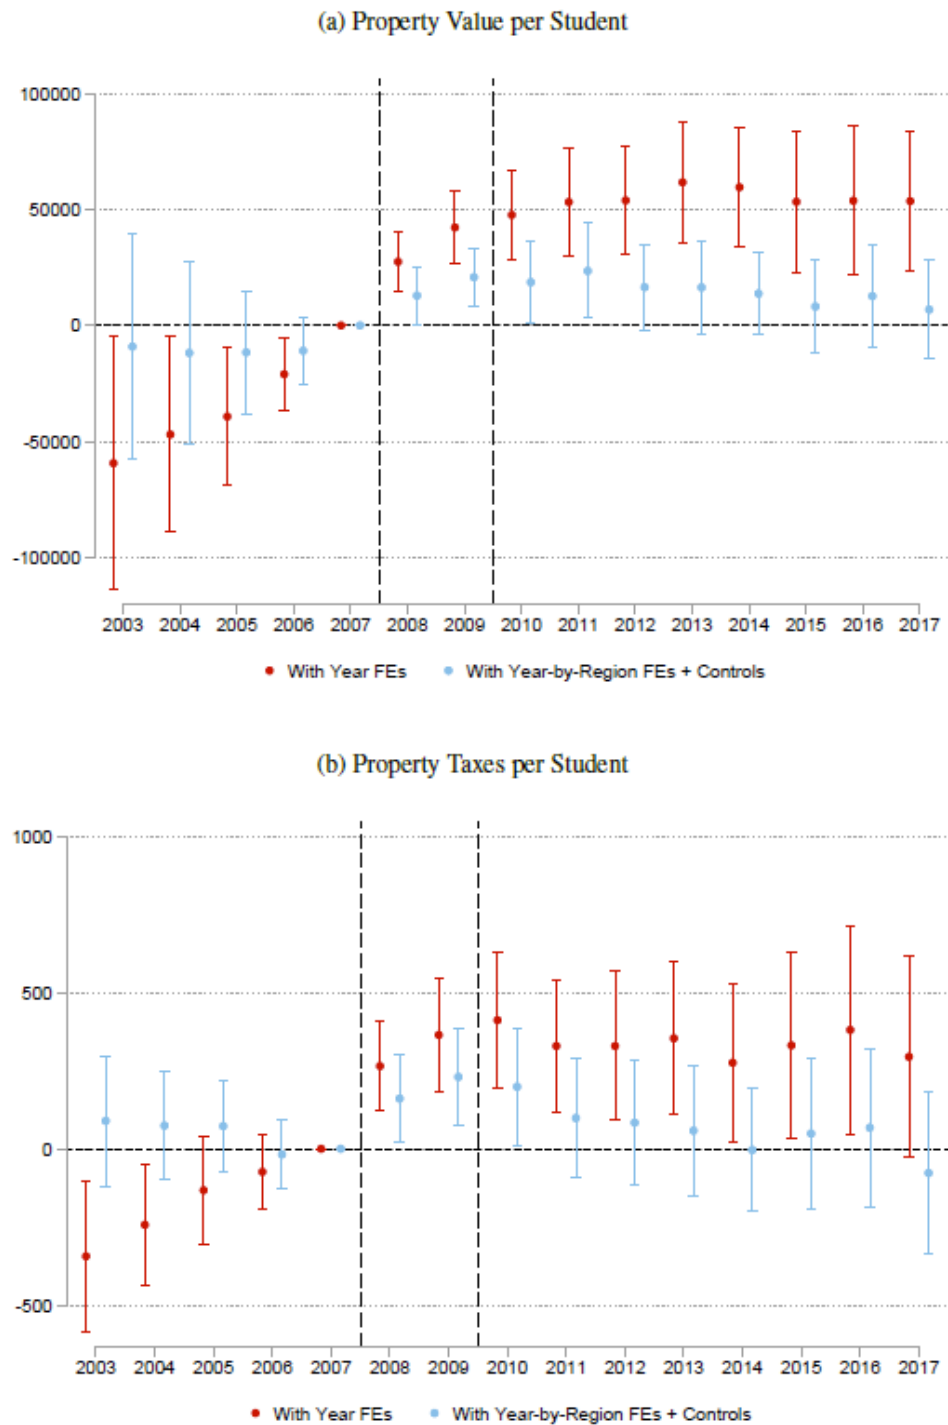 (a) Property Value per Student
100000
50000
0
-50000
-100000
2003 2004 2005 2006 2007 2008 2009 2010 2011 2012 2013 2014 2015 2016 2017
With Year FEs With Year-by-Region FEs + Controls
(b) Property Taxes per Student
1000
500
0
-500
2003 2004 2005 2006 2007 2008 2009 2010 2011 2012 2013 2014 2015 2016 2017
With Year FEs With Year-by-Region FEs + Controls